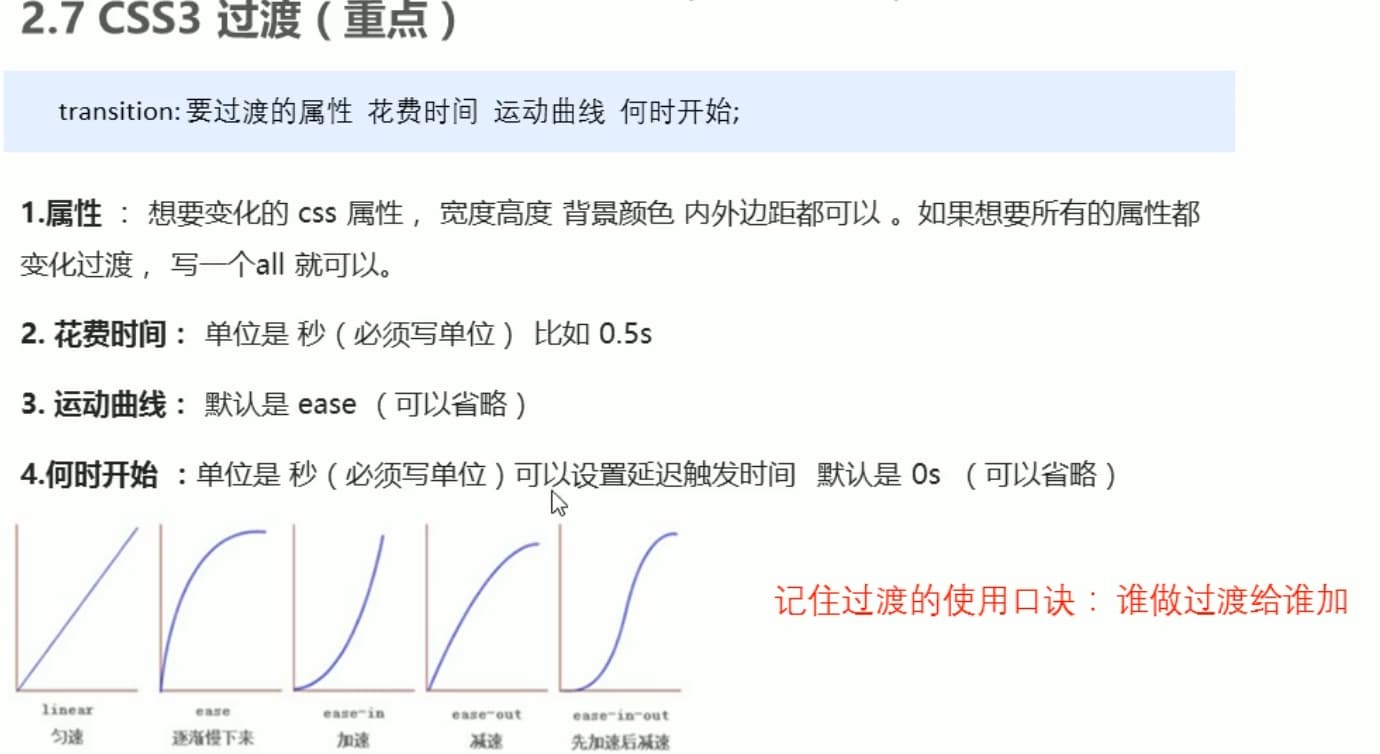 2.7 CSS3 过渡（重点）
transition: 要过渡的属性 花费时间 运动曲线 何时开始;
1.属性 ： 想要变化的 css 属性， 宽度高度 背景颜色 内外边距都可以 。如果想要所有的属性都
变化过渡， 写一个all 就可以。
2. 花费时间： 单位是 秒（必须写单位） 比如 0.5s
3. 运动曲线： 默认是 ease （可以省略）
4.何时开始 ：单位是 秒（必须写单位）可以设置延迟触发时间 默认是 0s （可以省略）
记住过渡的使用口诀： 谁做过渡给谁加
linear ease ease-in ease-out ease-in-out
匀速 逐渐慢下来 加速 减速 先加速后减速